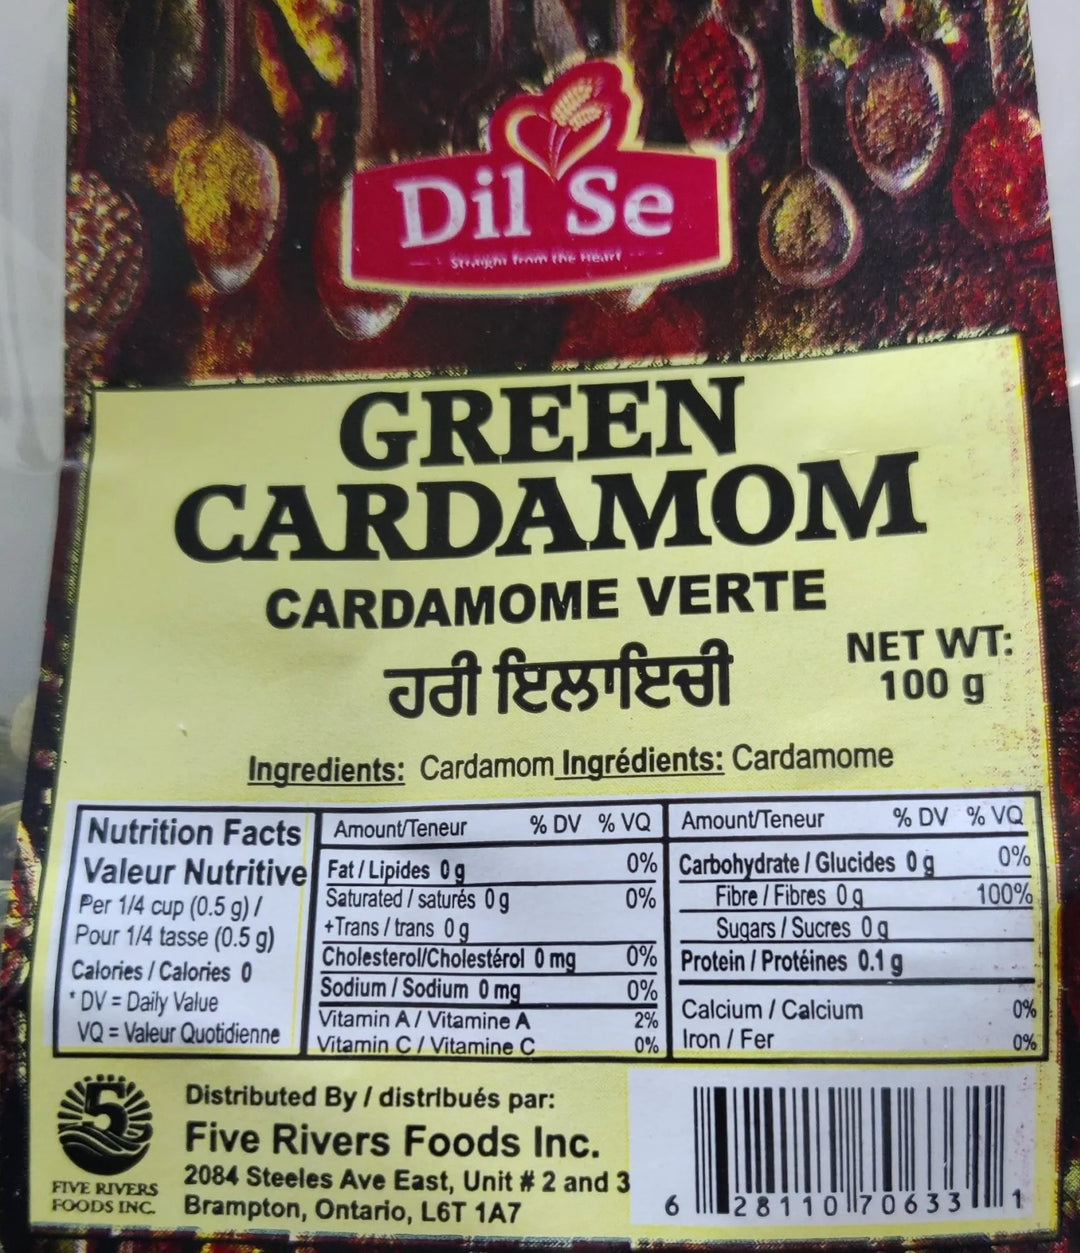 Dil Se
Straight from the Heart
GREEN
CARDAMOM
CARDAMOME VERTE
ਹਰੀ ਇਲਾਇਚੀ
NET WT:
100 g
Ingredients: Cardamom Ingrédients: Cardamome
Nutrition Facts
Valeur Nutritive
Per 1/4 cup (0.5 g) /
Pour 1/4 tasse (0.5 g)
Calories / Calories 0
* DV = Daily Value
VQ = Valeur Quotidienne
Amount/Teneur % DV % VQ
Fat / Lipides 0 g 0%
Saturated / saturés 0 g 0%
+Trans / trans 0 g
Cholesterol/Cholestérol 0 mg 0%
Sodium / Sodium 0 mg 0%
Vitamin A / Vitamine A 2%
Vitamin C / Vitamine C 0%
Amount/Teneur % DV % VQ
Carbohydrate / Glucides 0 g 0%
Fibre / Fibres 0 g 100%
Sugars / Sucres 0 g
Protein / Protéines 0.1 g
Calcium / Calcium 0%
Iron / Fer 0%
5
FIVE RIVERS
FOODS INC.
Distributed By / distribués par:
Five Rivers Foods Inc.
2084 Steeles Ave East, Unit # 2 and 3
Brampton, Ontario, L6T 1A7
6 28110 70633 1